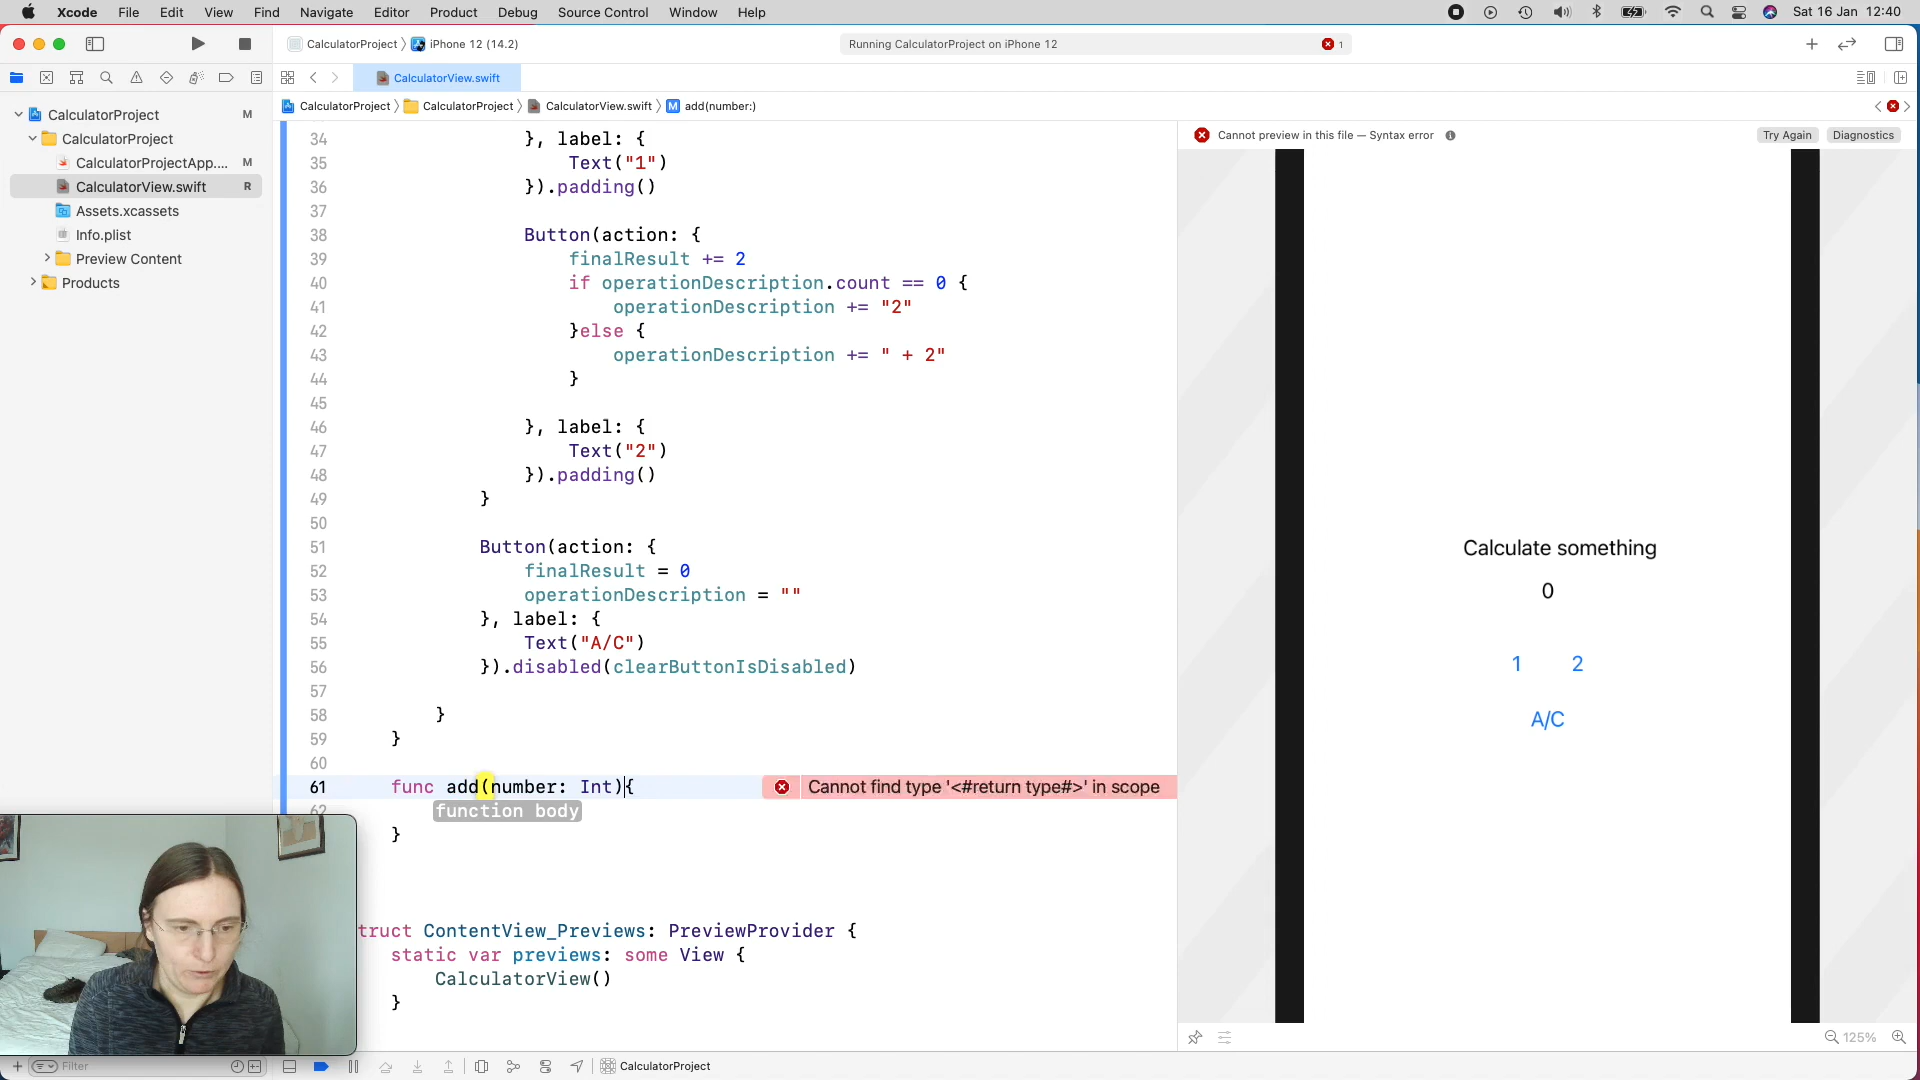 Xcode File Edit View Find Navigate Editor Product Debug Source Control Window Help Sat 16 Jan 12:40
CalculatorProject iPhone 12 (14.2) Running CalculatorProject on iPhone 12 1
CalculatorView.swift
CalculatorProject CalculatorProject CalculatorView.swift M add(number:)
CalculatorProject M
CalculatorProject
CalculatorProjectApp.... M
CalculatorView.swift R
Assets.xcassets
Info.plist
Preview Content
Products
34 }, label: {
35 Text("1")
36 }).padding()
37
38 Button(action: {
39 finalResult += 2
40 if operationDescription.count == 0 {
41 operationDescription += "2"
42 }else {
43 operationDescription += " + 2"
44 }
45
46 }, label: {
47 Text("2")
48 }).padding()
49 }
50
51 Button(action: {
52 finalResult = 0
53 operationDescription = ""
54 }, label: {
55 Text("A/C")
56 }).disabled(clearButtonIsDisabled)
57
58 }
59 }
60
61 func add(number: Int){ Cannot find type '<#return type#>' in scope
62 function body
}
truct ContentView_Previews: PreviewProvider {
static var previews: some View {
CalculatorView()
}
Cannot preview in this file — Syntax error Try Again Diagnostics
Calculate something
0
1 2
A/C
125%
Filter CalculatorProject